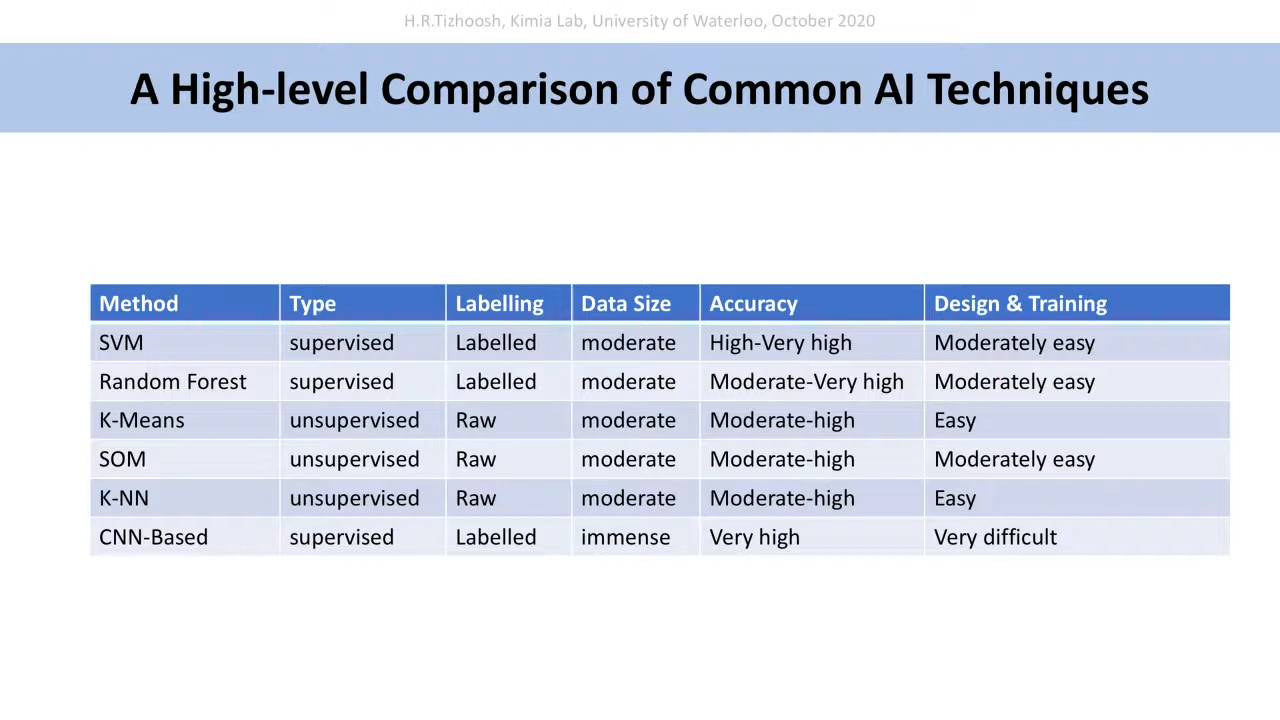 H.R.Tizhoosh, Kimia Lab, University of Waterloo, October 2020
A High-level Comparison of Common AI Techniques
Method Type Labelling Data Size Accuracy Design & Training
SVM supervised Labelled moderate High-Very high Moderately easy
Random Forest supervised Labelled moderate Moderate-Very high Moderately easy
K-Means unsupervised Raw moderate Moderate-high Easy
SOM unsupervised Raw moderate Moderate-high Moderately easy
K-NN unsupervised Raw moderate Moderate-high Easy
CNN-Based supervised Labelled immense Very high Very difficult